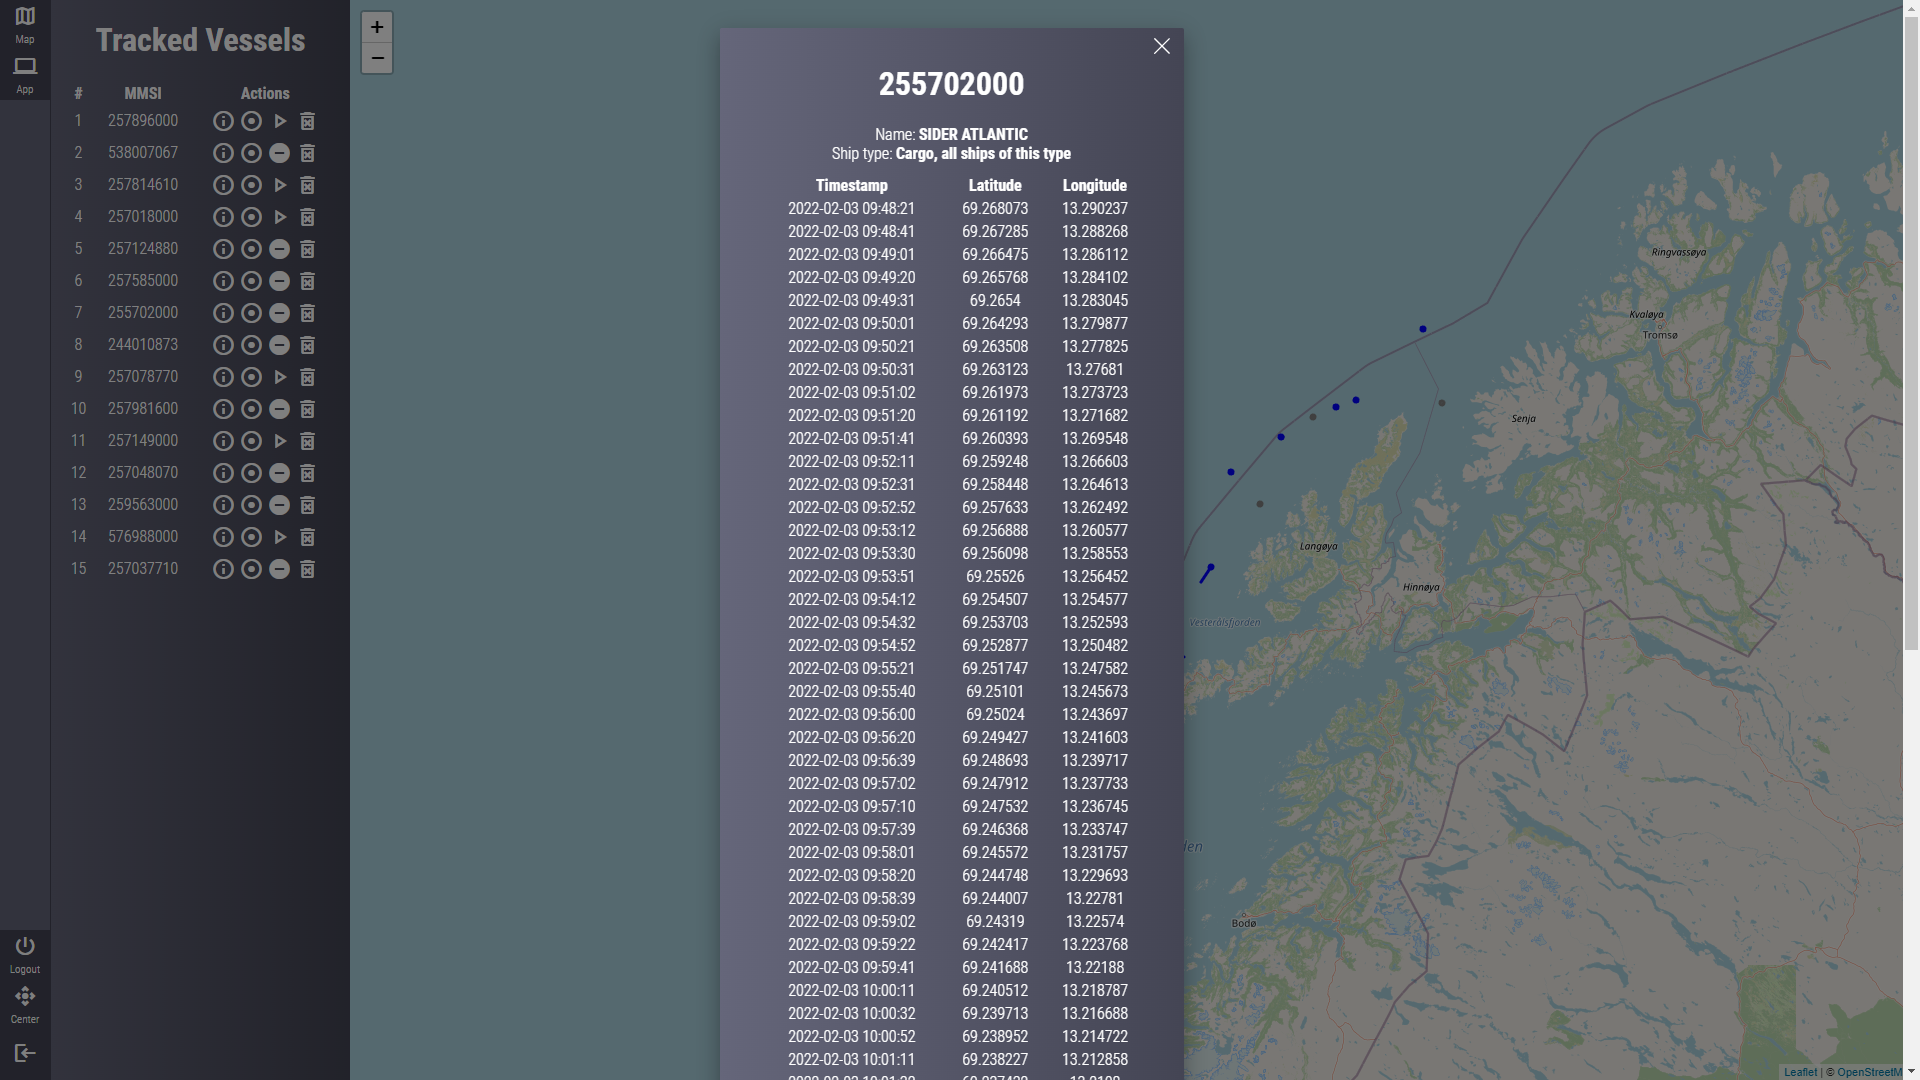 Map
App
Logout
Center
Tracked Vessels
# MMSI Actions
1 257896000
2 538007067
3 257814610
4 257018000
5 257124880
6 257585000
7 255702000
8 244010873
9 257078770
10 257981600
11 257149000
12 257048070
13 259563000
14 576988000
15 257037710
+
−
255702000
Name: SIDER ATLANTIC
Ship type: Cargo, all ships of this type
Timestamp Latitude Longitude
2022-02-03 09:48:21 69.268073 13.290237
2022-02-03 09:48:41 69.267285 13.288268
2022-02-03 09:49:01 69.266475 13.286112
2022-02-03 09:49:20 69.265768 13.284102
2022-02-03 09:49:31 69.2654 13.283045
2022-02-03 09:50:01 69.264293 13.279877
2022-02-03 09:50:21 69.263508 13.277825
2022-02-03 09:50:31 69.263123 13.27681
2022-02-03 09:51:02 69.261973 13.273723
2022-02-03 09:51:20 69.261192 13.271682
2022-02-03 09:51:41 69.260393 13.269548
2022-02-03 09:52:11 69.259248 13.266603
2022-02-03 09:52:31 69.258448 13.264613
2022-02-03 09:52:52 69.257633 13.262492
2022-02-03 09:53:12 69.256888 13.260577
2022-02-03 09:53:30 69.256098 13.258553
2022-02-03 09:53:51 69.25526 13.256452
2022-02-03 09:54:12 69.254507 13.254577
2022-02-03 09:54:32 69.253703 13.252593
2022-02-03 09:54:52 69.252877 13.250482
2022-02-03 09:55:21 69.251747 13.247582
2022-02-03 09:55:40 69.25101 13.245673
2022-02-03 09:56:00 69.25024 13.243697
2022-02-03 09:56:20 69.249427 13.241603
2022-02-03 09:56:39 69.248693 13.239717
2022-02-03 09:57:02 69.247912 13.237733
2022-02-03 09:57:10 69.247532 13.236745
2022-02-03 09:57:39 69.246368 13.233747
2022-02-03 09:58:01 69.245572 13.231757
2022-02-03 09:58:20 69.244748 13.229693
2022-02-03 09:58:39 69.244007 13.22781
2022-02-03 09:59:02 69.24319 13.22574
2022-02-03 09:59:22 69.242417 13.223768
2022-02-03 09:59:41 69.241688 13.22188
2022-02-03 10:00:11 69.240512 13.218787
2022-02-03 10:00:32 69.239713 13.216688
2022-02-03 10:00:52 69.238952 13.214722
2022-02-03 10:01:11 69.238227 13.212858
Ringvassøya
Kvaløya
Tromsø
Senja
Langøya
Hinnøya
Vesterålsfjorden
den
Bodø
Leaflet | © OpenStreetM